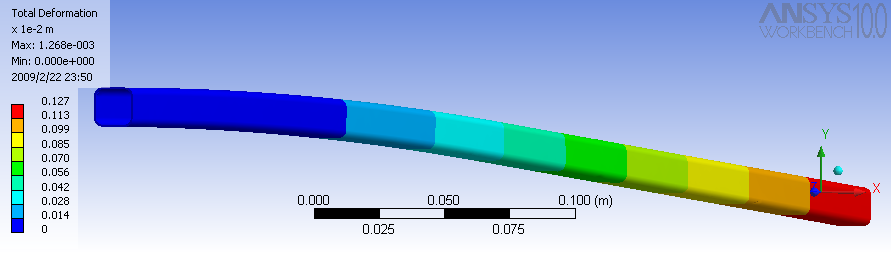 Total Deformation
x 1e-2 m
Max: 1.268e-003
Min: 0.000e+000
2009/2/22 23:50
0.127
0.113
0.099
0.085
0.070
0.056
0.042
0.028
0.014
0
ANSYS
WORKBENCH 10.0
Y
X
Z
0.000 0.050 0.100 (m)
0.025 0.075